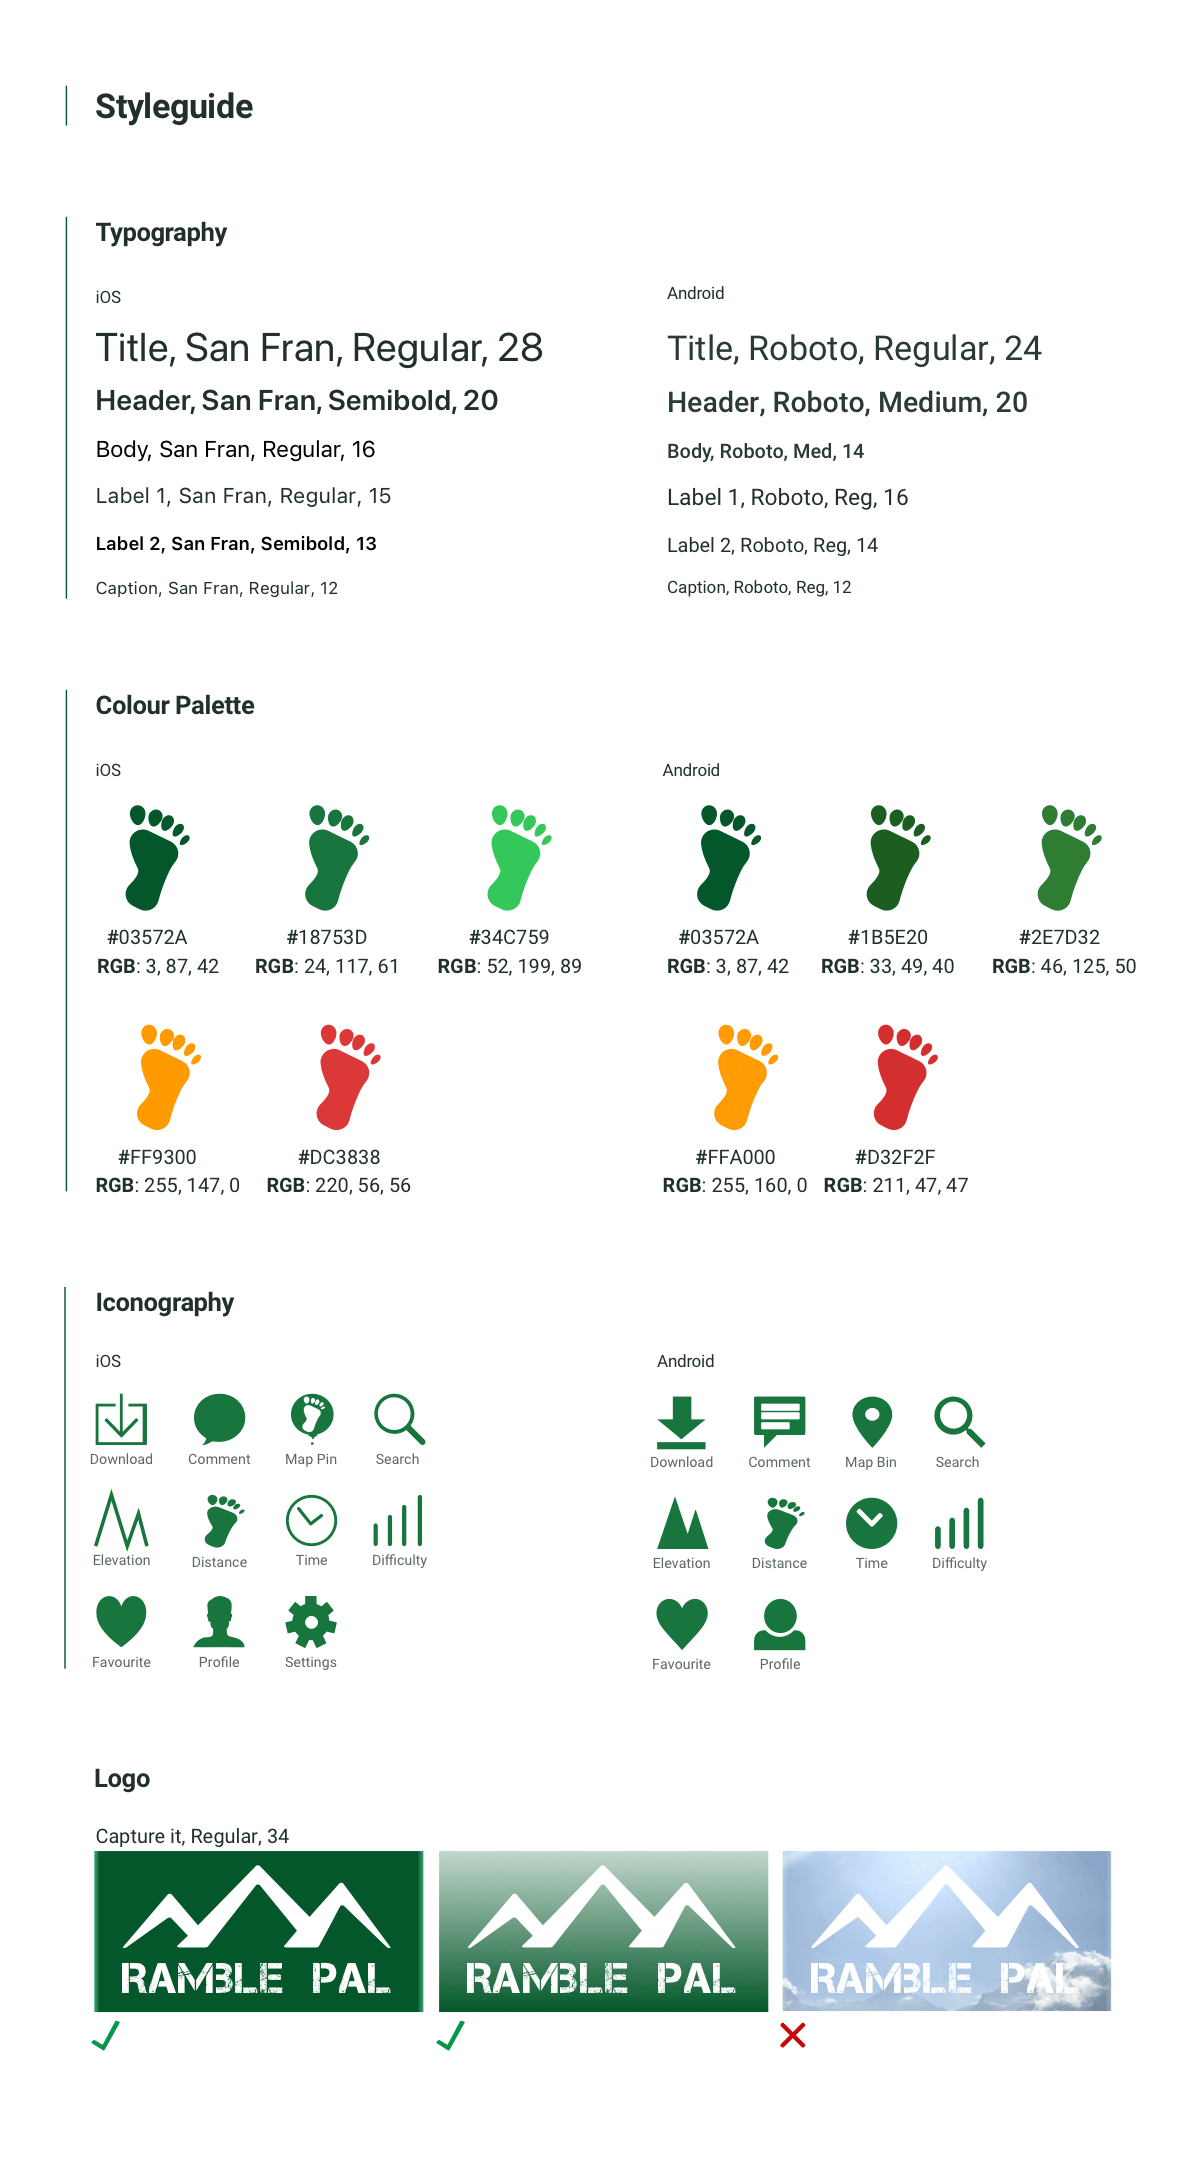 Styleguide
Typography
iOS
Title, San Fran, Regular, 28
Header, San Fran, Semibold, 20
Body, San Fran, Regular, 16
Label 1, San Fran, Regular, 15
Label 2, San Fran, Semibold, 13
Caption, San Fran, Regular, 12
Android
Title, Roboto, Regular, 24
Header, Roboto, Medium, 20
Body, Roboto, Med, 14
Label 1, Roboto, Reg, 16
Label 2, Roboto, Reg, 14
Caption, Roboto, Reg, 12
Colour Palette
iOS
#03572A
RGB: 3, 87, 42
#18753D
RGB: 24, 117, 61
#34C759
RGB: 52, 199, 89
#FF9300
RGB: 255, 147, 0
#DC3838
RGB: 220, 56, 56
Android
#03572A
RGB: 3, 87, 42
#1B5E20
RGB: 33, 49, 40
#2E7D32
RGB: 46, 125, 50
#FFA000
RGB: 255, 160, 0
#D32F2F
RGB: 211, 47, 47
Iconography
iOS
Download
Comment
Map Pin
Search
Elevation
Distance
Time
Difficulty
Favourite
Profile
Settings
Android
Download
Comment
Map Bin
Search
Elevation
Distance
Time
Difficulty
Favourite
Profile
Logo
Capture it, Regular, 34
RAMBLE PAL
RAMBLE PAL
RAMBLE PAL